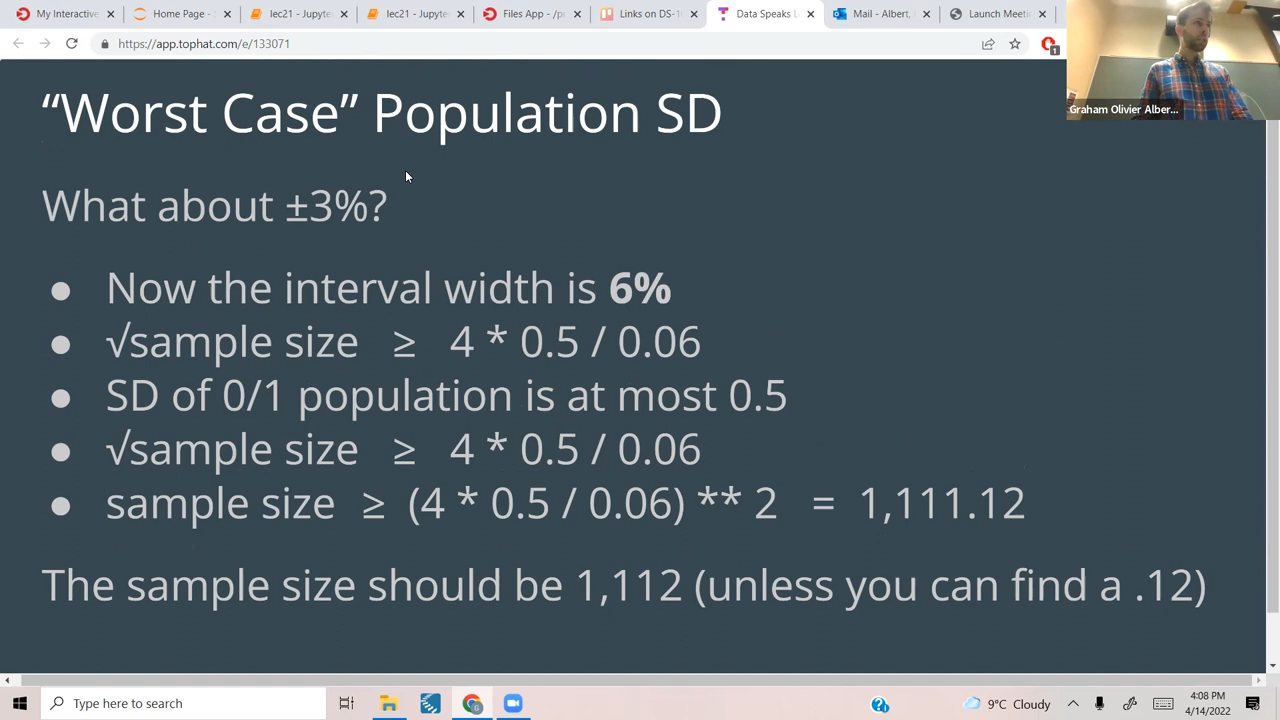 My Interactive
Home Page -
lec21 - Jupyte
lec21 - Jupyte
Files App - /pr
Links on DS-1
Data Speaks L
Mail - Albert,
Launch Meeti
https://app.tophat.com/e/133071
Graham Olivier Alber...
“Worst Case” Population SD
What about ±3%?
● Now the interval width is 6%
● √sample size ≥ 4 * 0.5 / 0.06
● SD of 0/1 population is at most 0.5
● √sample size ≥ 4 * 0.5 / 0.06
● sample size ≥ (4 * 0.5 / 0.06) ** 2 = 1,111.12
The sample size should be 1,112 (unless you can find a .12)
Type here to search
9°C Cloudy
4:08 PM
4/14/2022